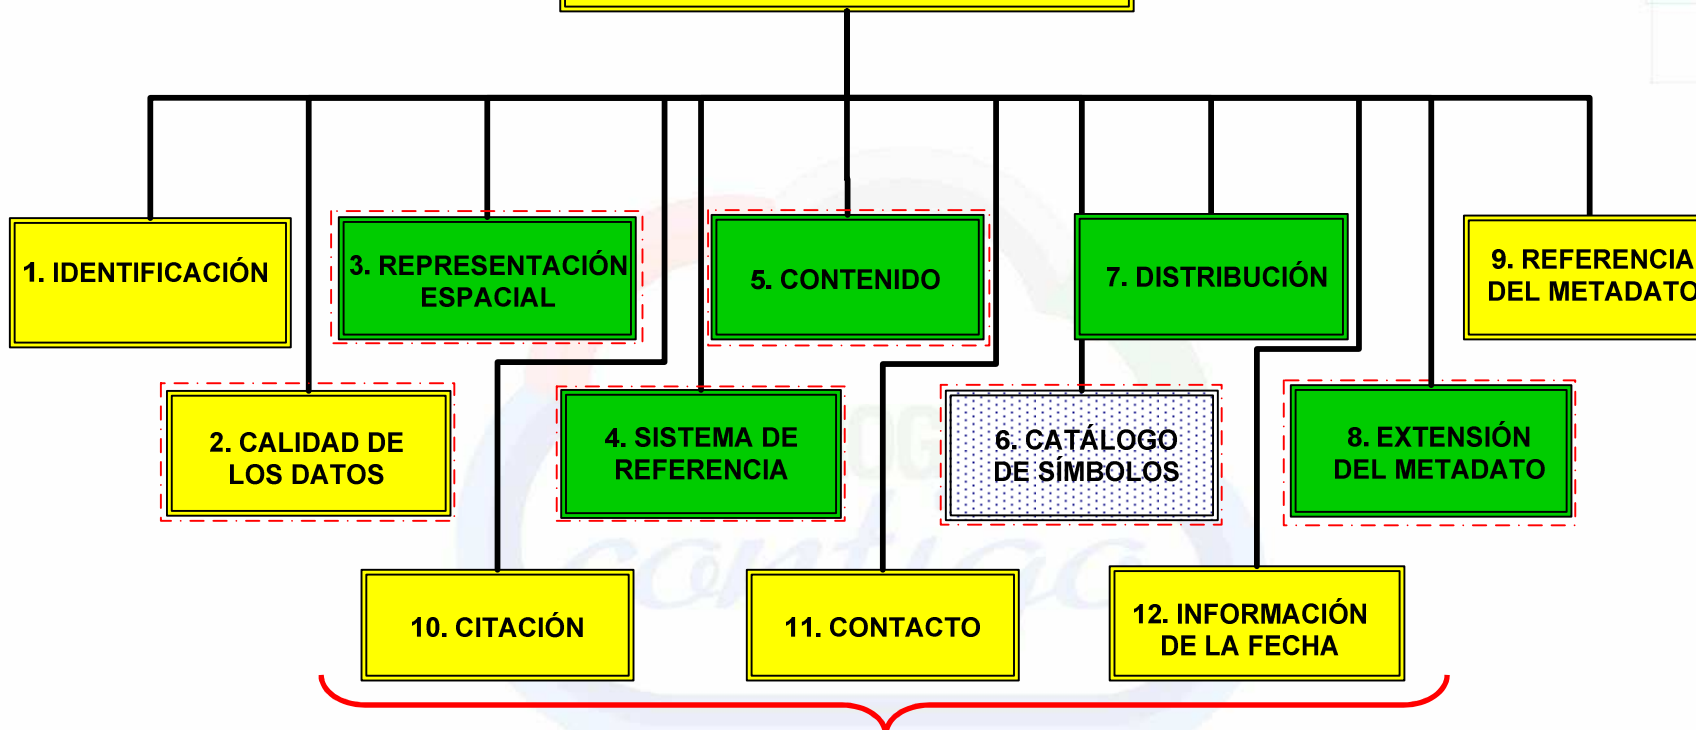 1. IDENTIFICACIÓN
3. REPRESENTACIÓN
ESPACIAL
5. CONTENIDO
7. DISTRIBUCIÓN
9. REFERENCIA
DEL METADATO
2. CALIDAD DE
LOS DATOS
4. SISTEMA DE
REFERENCIA
6. CATÁLOGO
DE SÍMBOLOS
8. EXTENSIÓN
DEL METADATO
contigo
10. CITACIÓN
11. CONTACTO
12. INFORMACIÓN
DE LA FECHA